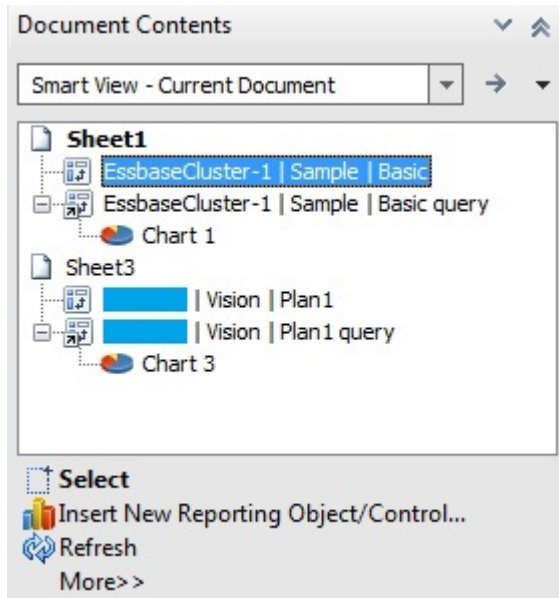 Document Contents
Smart View - Current Document
Sheet1
EssbaseCluster-1 | Sample | Basic
EssbaseCluster-1 | Sample | Basic query
Chart 1
Sheet3
| Vision | Plan1
| Vision | Plan1 query
Chart 3
Select
Insert New Reporting Object/Control...
Refresh
More>>